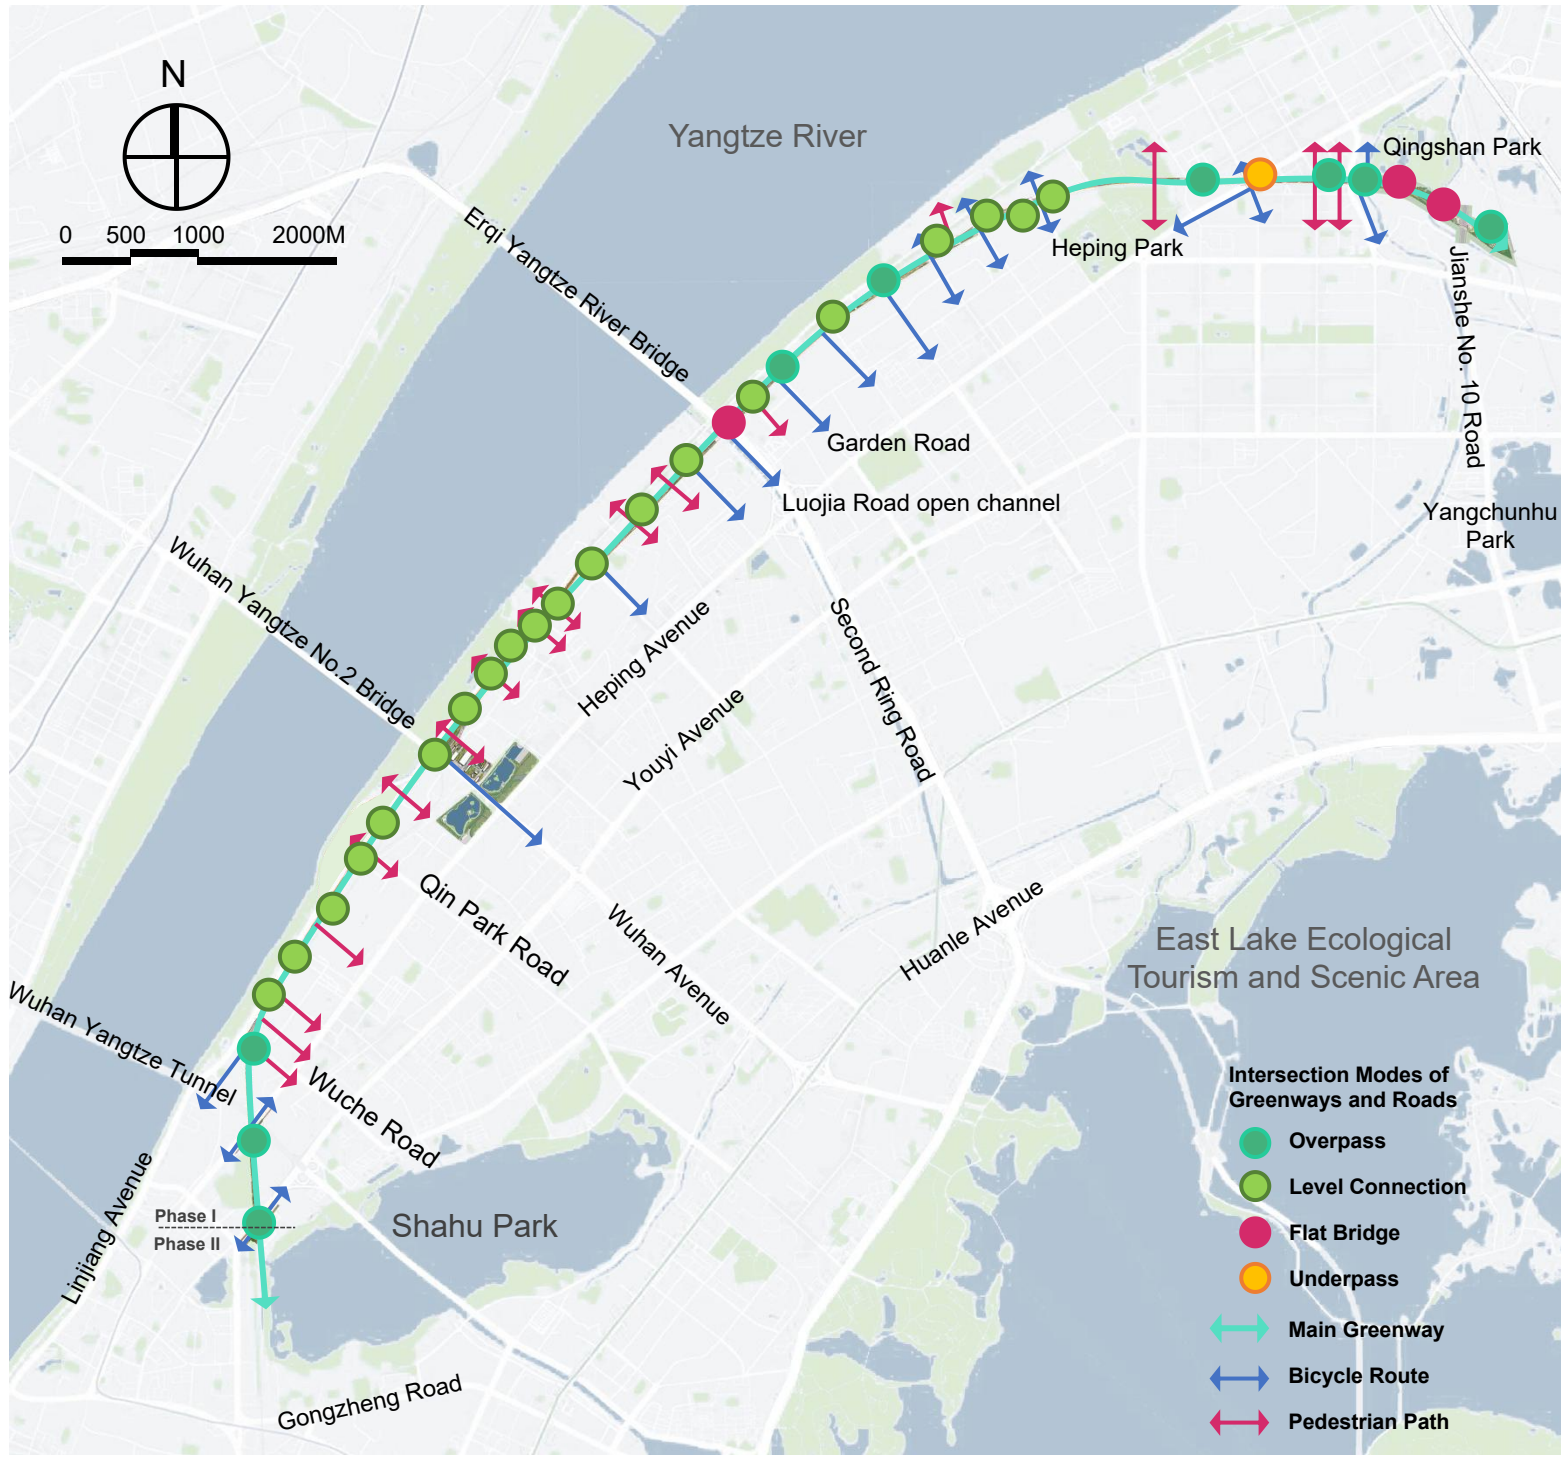 N
0 500 1000 2000M
Yangtze River
Qingshan Park
Erqi Yangtze River Bridge
Heping Park
Jianshe No. 10 Road
Garden Road
Luojia Road open channel
Yangchunhu
Park
Wuhan Yangtze No.2 Bridge
Heping Avenue
Second Ring Road
Youyi Avenue
Qin Park Road
Wuhan Avenue
Huanle Avenue
East Lake Ecological
Tourism and Scenic Area
Wuhan Yangtze Tunnel
Wuche Road
Linjiang Avenue
Phase I
Phase II
Shahu Park
Gongzheng Road
Intersection Modes of
Greenways and Roads
Overpass
Level Connection
Flat Bridge
Underpass
Main Greenway
Bicycle Route
Pedestrian Path